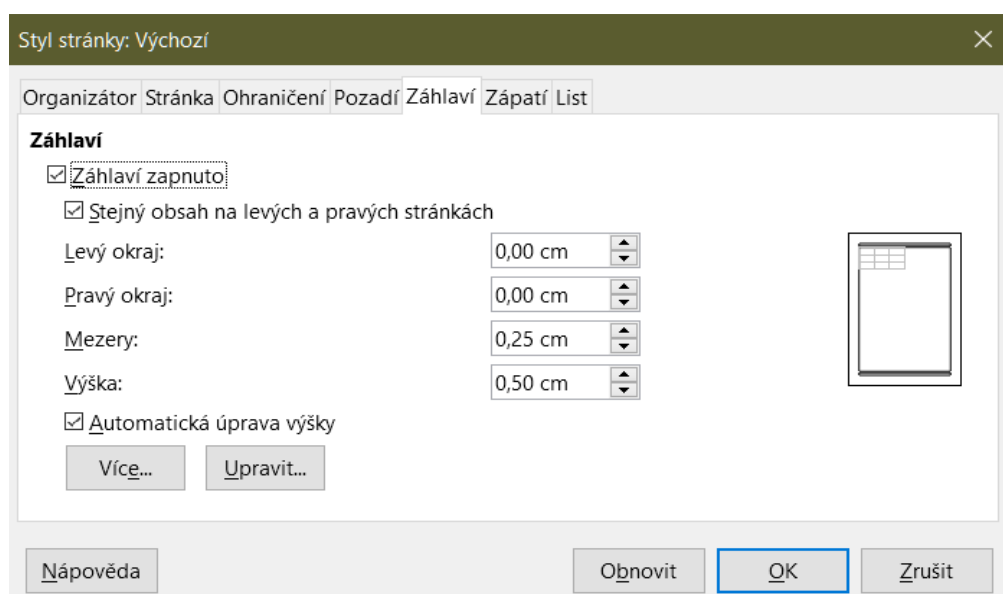 Styl stránky: Výchozí
Organizátor Stránka Ohraničení Pozadí Záhlaví Zápatí List
Záhlaví
Záhlaví zapnuto
Stejný obsah na levých a pravých stránkách
Levý okraj: 0,00 cm
Pravý okraj: 0,00 cm
Mezery: 0,25 cm
Výška: 0,50 cm
Automatická úprava výšky
Více... Upravit...
Nápověda Obnovit OK Zrušit